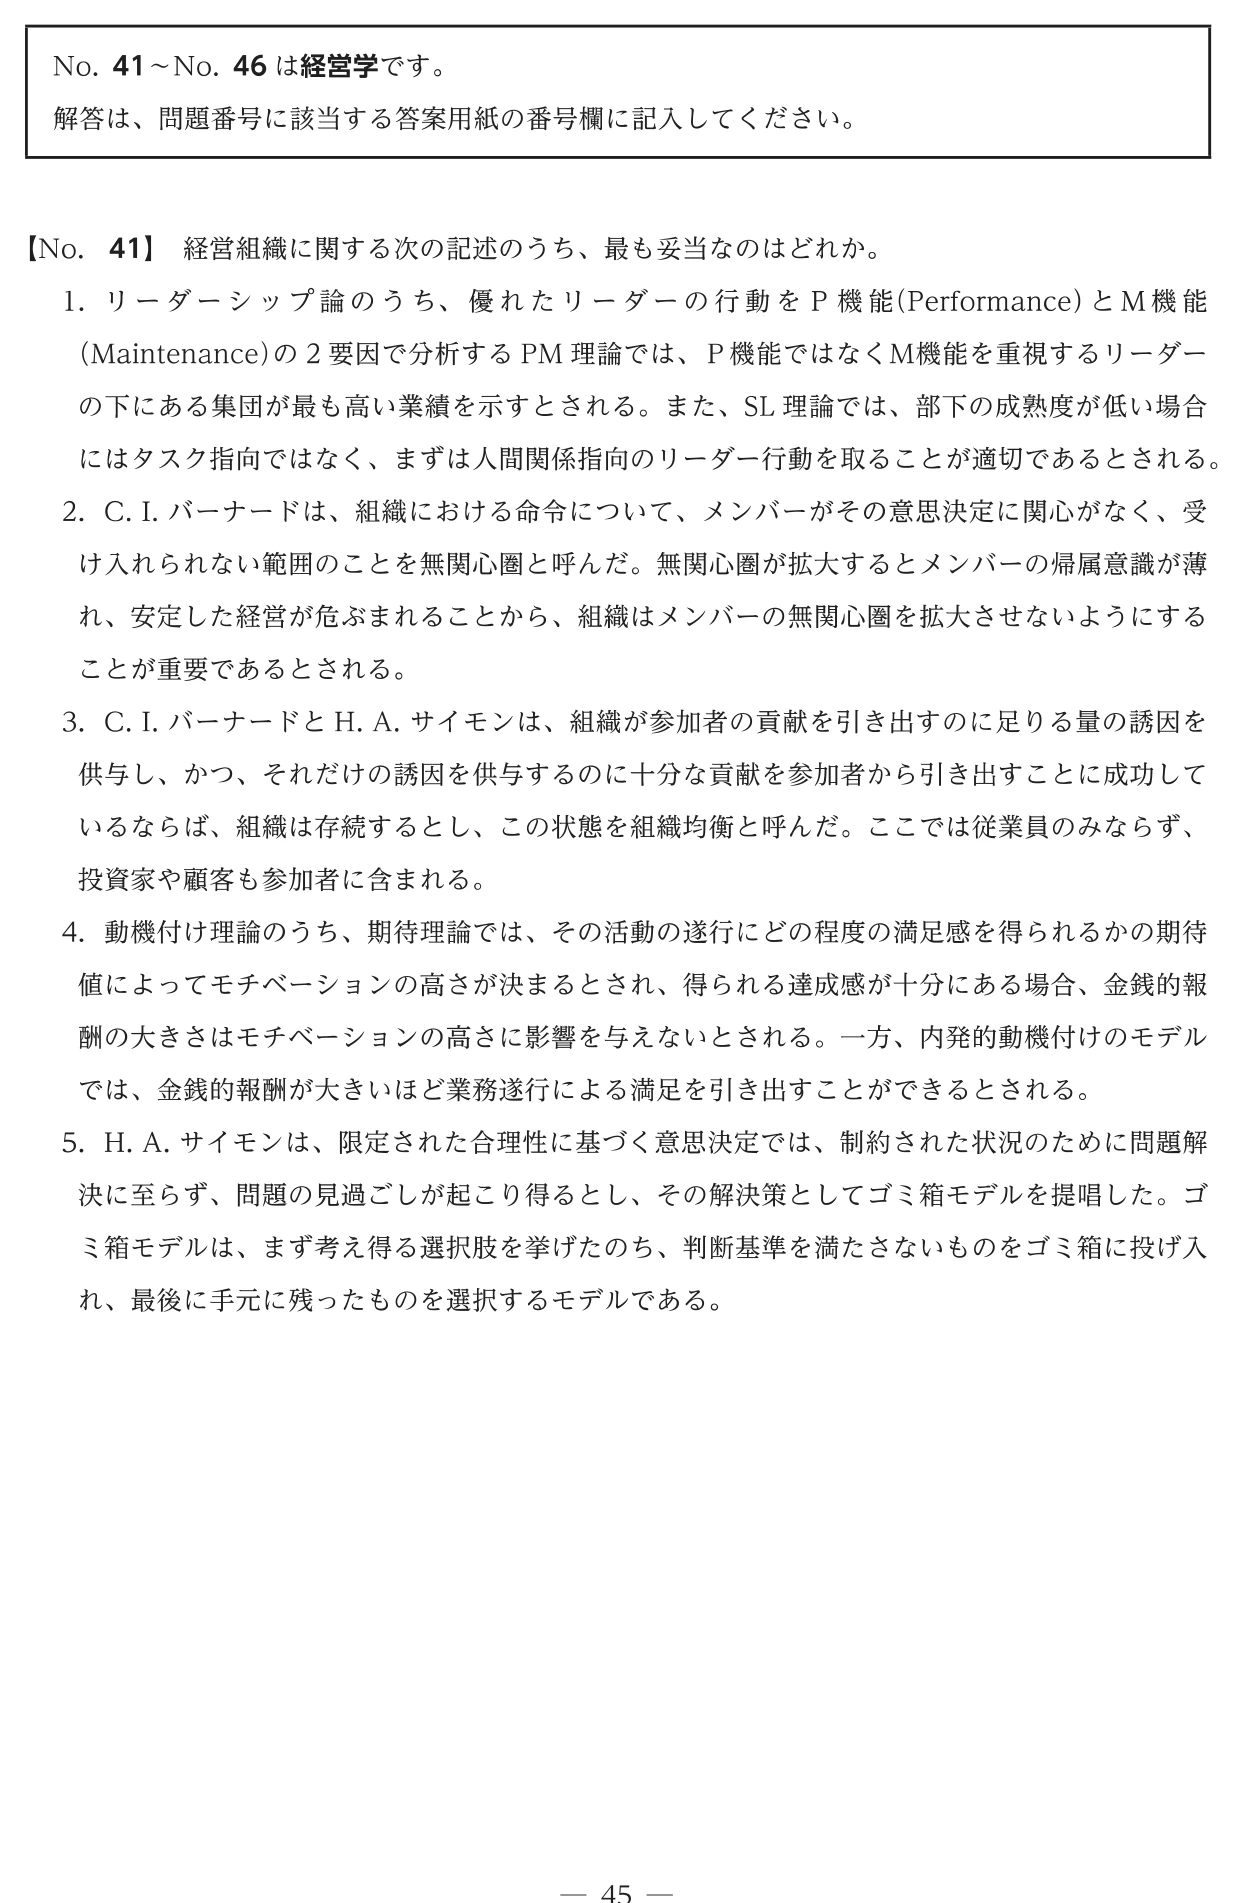 No. 41～No. 46 は経営学です。
解答は、問題番号に該当する答案用紙の番号欄に記入してください。
【No. 41】 経営組織に関する次の記述のうち、最も妥当なのはどれか。
1. リーダーシップ論のうち、優れたリーダーの行動をP機能(Performance)とM機能
(Maintenance)の2要因で分析するPM理論では、P機能ではなくM機能を重視するリーダー
の下にある集団が最も高い業績を示すとされる。また、SL理論では、部下の成熟度が低い場合
にはタスク指向ではなく、まずは人間関係指向のリーダー行動を取ることが適切であるとされる。
2. C. I. バーナードは、組織における命令について、メンバーがその意思決定に関心がなく、受
け入れられない範囲のことを無関心圏と呼んだ。無関心圏が拡大するとメンバーの帰属意識が薄
れ、安定した経営が危ぶまれることから、組織はメンバーの無関心圏を拡大させないようにする
ことが重要であるとされる。
3. C. I. バーナードと H. A. サイモンは、組織が参加者の貢献を引き出すのに足りる量の誘因を
供与し、かつ、それだけの誘因を供与するのに十分な貢献を参加者から引き出すことに成功して
いるならば、組織は存続するとし、この状態を組織均衡と呼んだ。ここでは従業員のみならず、
投資家や顧客も参加者に含まれる。
4. 動機付け理論のうち、期待理論では、その活動の遂行にどの程度の満足感を得られるかの期待
値によってモチベーションの高さが決まるとされ、得られる達成感が十分にある場合、金銭的報
酬の大きさはモチベーションの高さに影響を与えないとされる。一方、内発的動機付けのモデル
では、金銭的報酬が大きいほど業務遂行による満足を引き出すことができるとされる。
5. H. A. サイモンは、限定された合理性に基づく意思決定では、制約された状況のために問題解
決に至らず、問題の見過ごしが起こり得るとし、その解決策としてゴミ箱モデルを提唱した。ゴ
ミ箱モデルは、まず考え得る選択肢を挙げたのち、判断基準を満たさないものをゴミ箱に投げ入
れ、最後に手元に残ったものを選択するモデルである。
― 45 ―